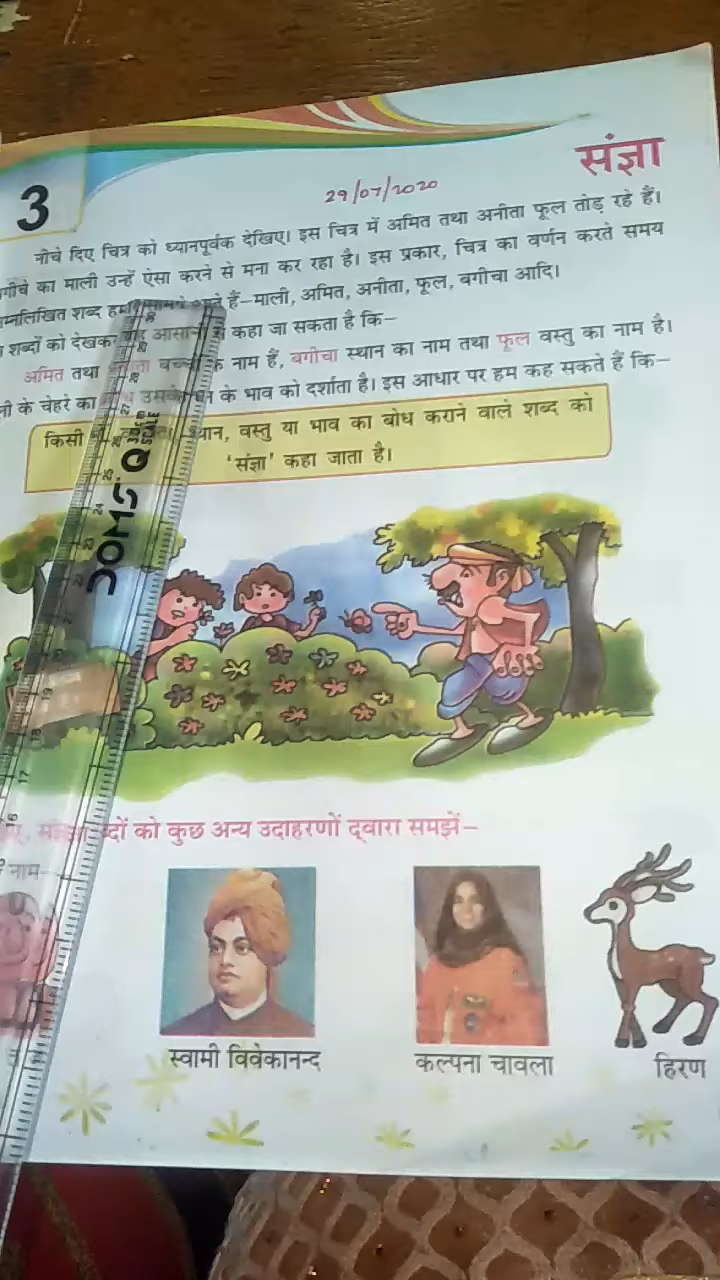 3
संज्ञा
29/07/2020
नीचे दिए चित्र को ध्यानपूर्वक देखिए। इस चित्र में अमित तथा अनीता फूल तोड़ रहे हैं।
गीचे का माली उन्हें ऐसा करने से मना कर रहा है। इस प्रकार, चित्र का वर्णन करते समय
म्नलिखित शब्द हैं–माली, अमित, अनीता, फूल, बगीचा आदि।
शब्दों को देखकर आसानी से कहा जा सकता है कि–
अमित तथा बच्चों के नाम हैं, बगीचा स्थान का नाम तथा फूल वस्तु का नाम है।
ली के चेहरे का के भाव को दर्शाता है। इस आधार पर हम कह सकते हैं कि–
किसी स्थान, वस्तु या भाव का बोध कराने वाले शब्द को
‘संज्ञा’ कहा जाता है।
DOMS Q 30cm SCALE
को कुछ अन्य उदाहरणों द्वारा समझें–
नाम–
स्वामी विवेकानन्द
कल्पना चावला
हिरण